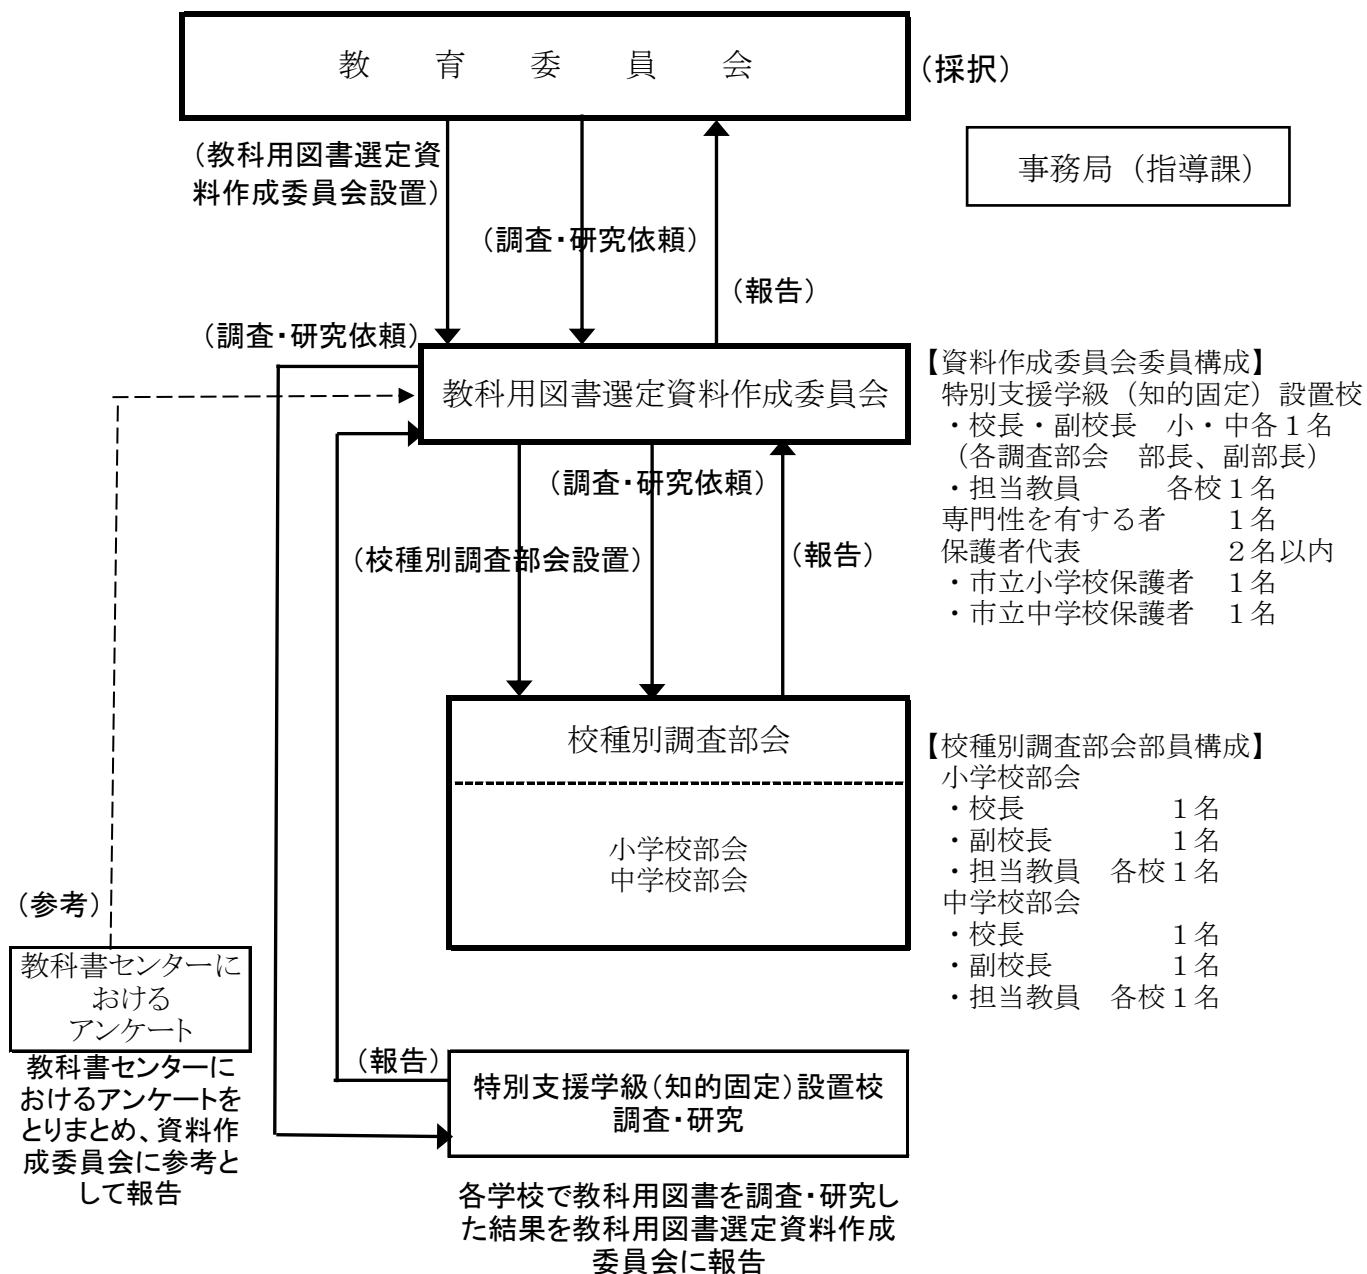 教　育　委　員　会
（採択）
事務局（指導課）
（教科用図書選定資
料作成委員会設置）
（調査・研究依頼）
（報告）
（調査・研究依頼）
教科用図書選定資料作成委員会
【資料作成委員会委員構成】
特別支援学級（知的固定）設置校
・校長・副校長　小・中各１名
（各調査部会　部長、副部長）
・担当教員　　　各校１名
専門性を有する者　　１名
保護者代表　　　　２名以内
・市立小学校保護者　１名
・市立中学校保護者　１名
（調査・研究依頼）
（校種別調査部会設置）
（報告）
校種別調査部会
小学校部会
中学校部会
【校種別調査部会部員構成】
小学校部会
・校長　　　　　１名
・副校長　　　　１名
・担当教員　各校１名
中学校部会
・校長　　　　　１名
・副校長　　　　１名
・担当教員　各校１名
（参考）
教科書センターに
おける
アンケート
教科書センターに
おけるアンケートを
とりまとめ、資料作
成委員会に参考と
して報告
（報告）
特別支援学級（知的固定）設置校
調査・研究
各学校で教科用図書を調査・研究し
た結果を教科用図書選定資料作成
委員会に報告